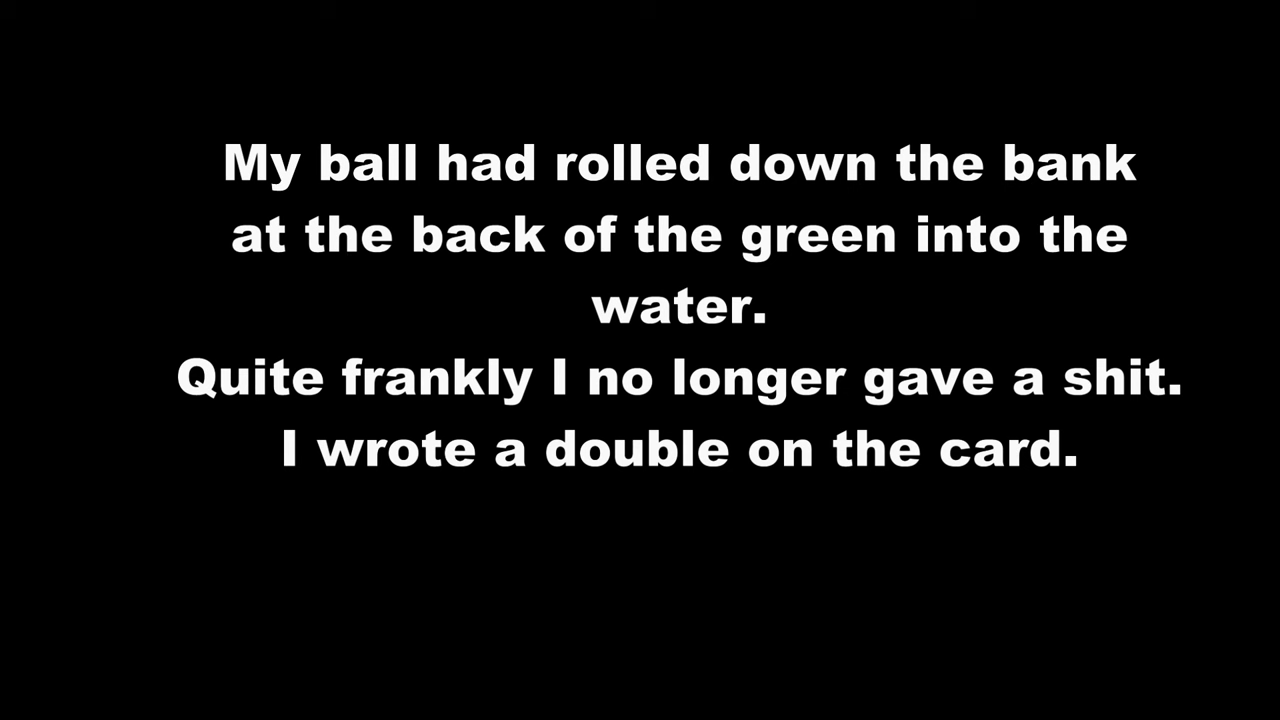 My ball had rolled down the bank
at the back of the green into the
water.
Quite frankly I no longer gave a shit.
I wrote a double on the card.